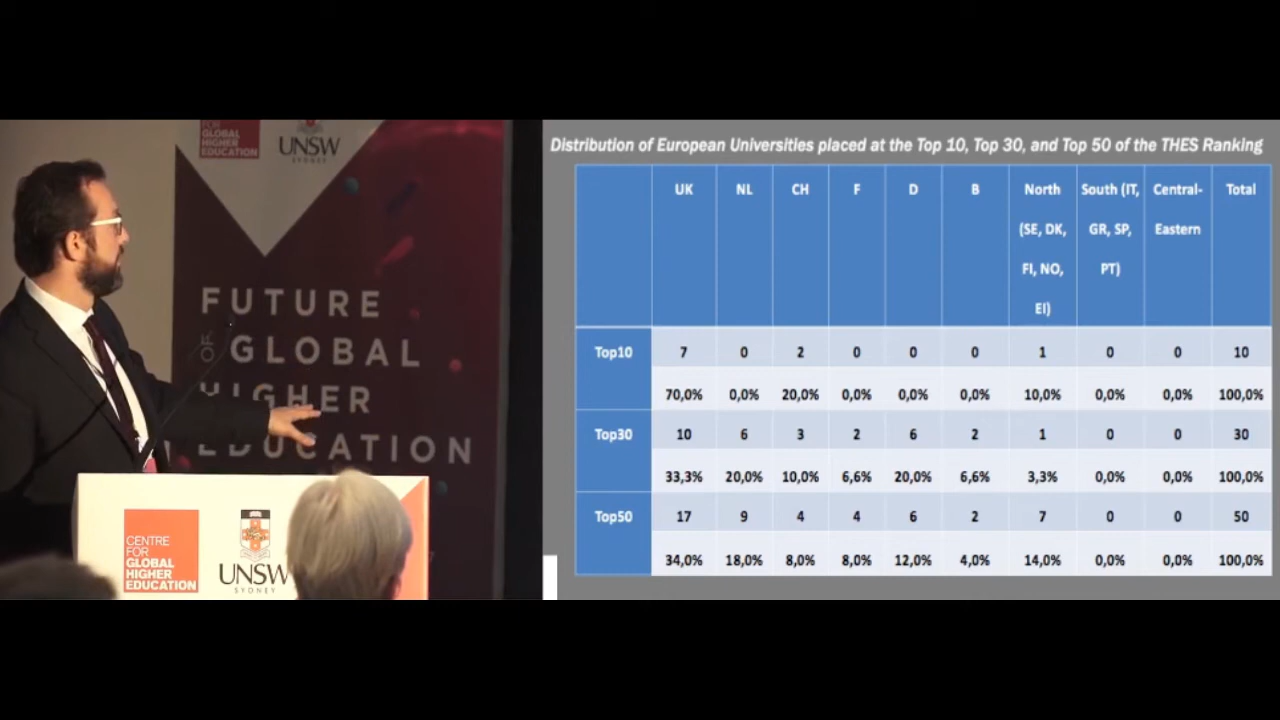 FOR
GLOBAL
HIGHER
EDUCATION
UNSW
SYDNEY
FUTURE
OF
GLOBAL
HIGHER
EDUCATION
CENTRE
FOR
GLOBAL
HIGHER
EDUCATION
UNSW
SYDNEY
Distribution of European Universities placed at the Top 10, Top 30, and Top 50 of the THES Ranking
UK NL CH F D B North South (IT, Central- Total
(SE, DK, GR, SP, Eastern
FI, NO, PT)
EI)
Top10 7 0 2 0 0 0 1 0 0 10
70,0% 0,0% 20,0% 0,0% 0,0% 0,0% 10,0% 0,0% 0,0% 100,0%
Top30 10 6 3 2 6 2 1 0 0 30
33,3% 20,0% 10,0% 6,6% 20,0% 6,6% 3,3% 0,0% 0,0% 100,0%
Top50 17 9 4 4 6 2 7 0 0 50
34,0% 18,0% 8,0% 8,0% 12,0% 4,0% 14,0% 0,0% 0,0% 100,0%